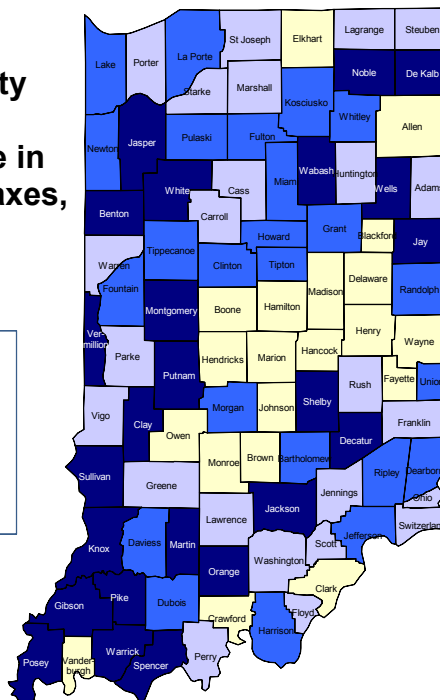 ty
e in
axes,
Lake
Porter
La Porte
St Joseph
Elkhart
Lagrange
Steuben
Noble
De Kalb
Starke
Marshall
Kosciusko
Whitley
Allen
Newton
Jasper
Pulaski
Fulton
White
Cass
Miami
Wabash
Huntington
Wells
Adams
Benton
Carroll
Howard
Grant
Blackford
Jay
Warren
Tippecanoe
Clinton
Tipton
Madison
Delaware
Randolph
Fountain
Montgomery
Boone
Hamilton
Henry
Wayne
Ver-
million
Parke
Putnam
Hendricks
Marion
Hancock
Rush
Fayette
Union
Vigo
Clay
Owen
Morgan
Johnson
Shelby
Decatur
Franklin
Sullivan
Greene
Monroe
Brown
Bartholomew
Jennings
Ripley
Dearborn
Ohio
Knox
Daviess
Martin
Lawrence
Jackson
Scott
Jefferson
Switzerland
Orange
Washington
Clark
Gibson
Pike
Dubois
Crawford
Harrison
Floyd
Posey
Vander-
burgh
Warrick
Spencer
Perry